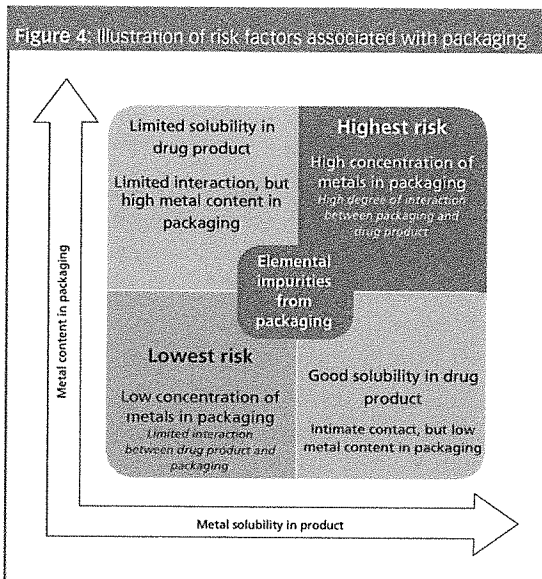 Figure 4: Illustration of risk factors associated with packaging
Metal content in packaging
Limited solubility in
drug product
Limited interaction, but
high metal content in
packaging
Highest risk
High concentration of
metals in packaging
High degree of interaction
between packaging and
drug product
Elemental
impurities
from
packaging
Lowest risk
Low concentration of
metals in packaging
Limited interaction
between drug product and
packaging
Good solubility in drug
product
Intimate contact, but low
metal content in packaging
Metal solubility in product